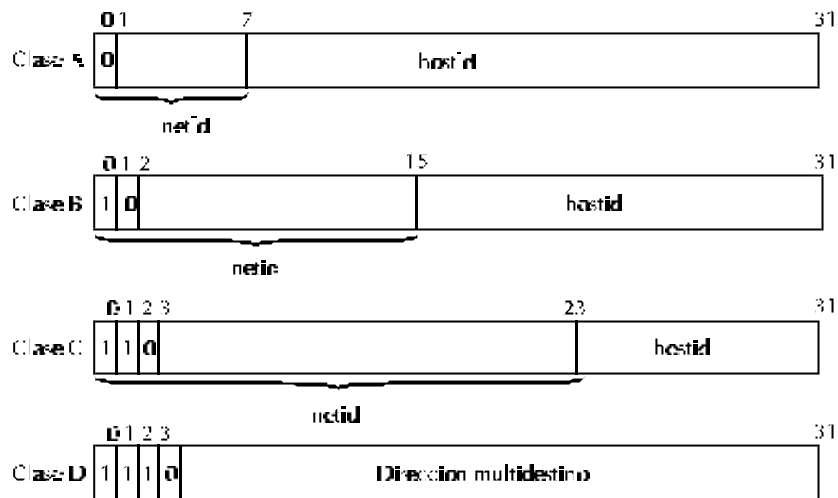 0 1 7 31
Clase A 0 hostid
netid
0 1 2 15 31
Clase B 1 0 hostid
netid
0 1 2 3 23 31
Clase C 1 1 0 hostid
netid
0 1 2 3 31
Clase D 1 1 1 0 Direccion multidestino